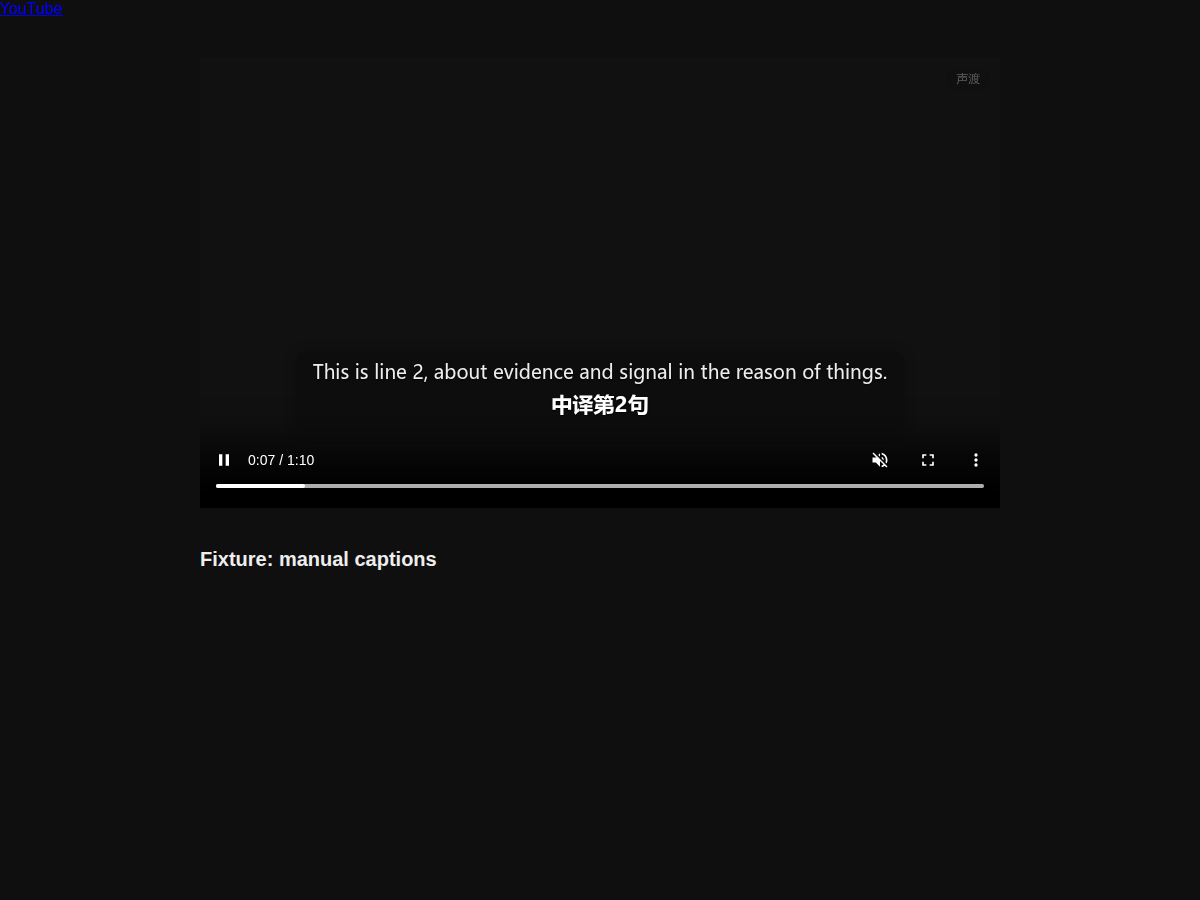 YouTube
声渡
This is line 2, about evidence and signal in the reason of things.
中译第2句
0:07 / 1:10
Fixture: manual captions